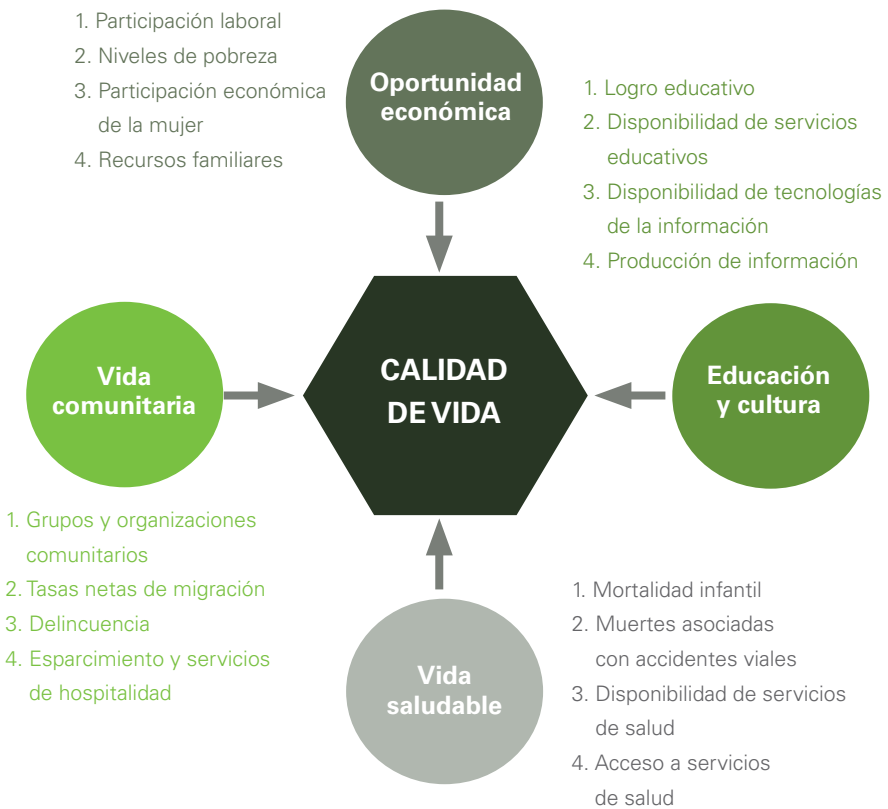 1. Participación laboral
2. Niveles de pobreza
3. Participación económica
de la mujer
4. Recursos familiares
Oportunidad
económica
1. Logro educativo
2. Disponibilidad de servicios
educativos
3. Disponibilidad de tecnologías
de la información
4. Producción de información
Vida
comunitaria
CALIDAD
DE VIDA
Educación
y cultura
1. Grupos y organizaciones
comunitarios
2. Tasas netas de migración
3. Delincuencia
4. Esparcimiento y servicios
de hospitalidad
Vida
saludable
1. Mortalidad infantil
2. Muertes asociadas
con accidentes viales
3. Disponibilidad de servicios
de salud
4. Acceso a servicios
de salud